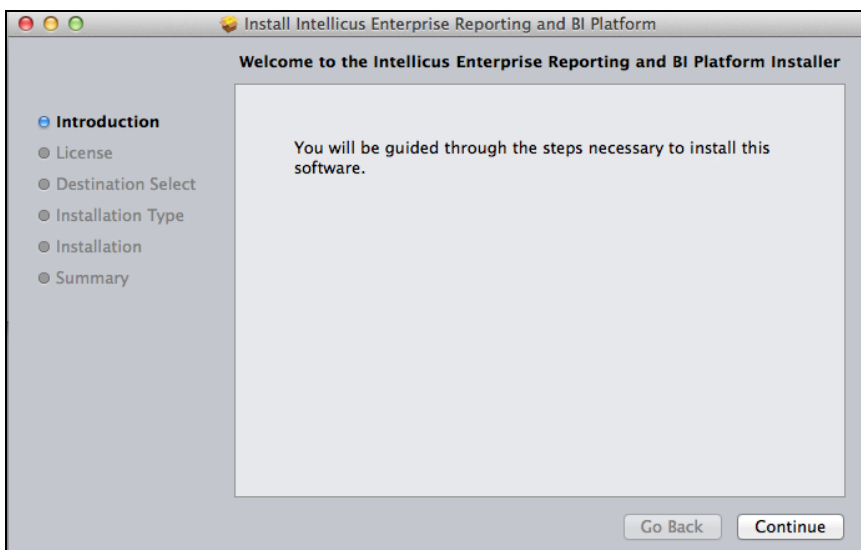 Install Intellicus Enterprise Reporting and BI Platform
Welcome to the Intellicus Enterprise Reporting and BI Platform Installer
Introduction
License
Destination Select
Installation Type
Installation
Summary
You will be guided through the steps necessary to install this
software.
Go Back
Continue